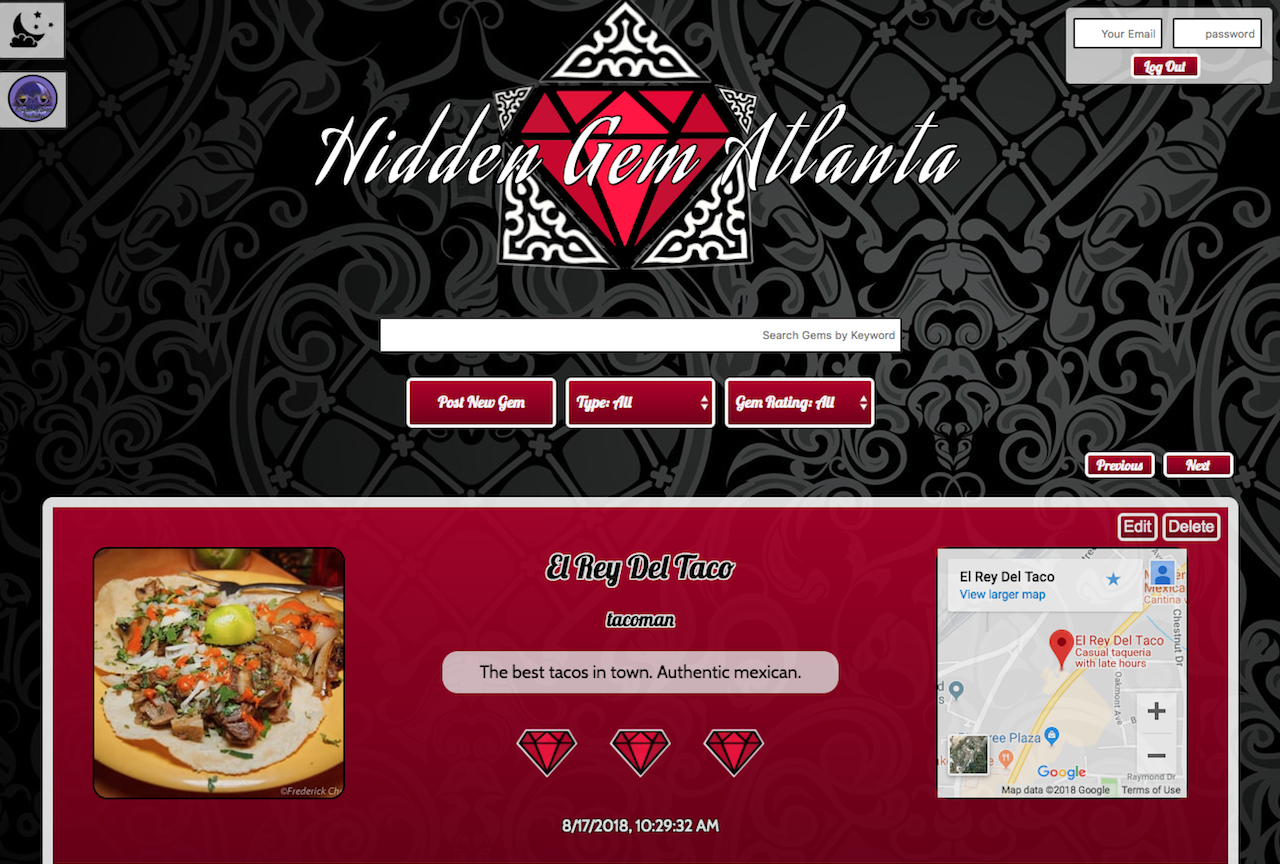 Your Email
password
Log Out
Hidden Gem Atlanta
Search Gems by Keyword
Post New Gem
Type: All
Gem Rating: All
Previous
Next
Edit
Delete
El Rey Del Taco
tacoman
The best tacos in town. Authentic mexican.
8/17/2018, 10:29:32 AM
©Frederick Ch
El Rey Del Taco
View larger map
Mexica
Cantina
Chestnut Dr
El Rey Del Taco
Casual taqueria
with late hours
Oakmont Ave
ree Plaza
Google
Raymond Dr
Map data ©2018 Google
Terms of Use